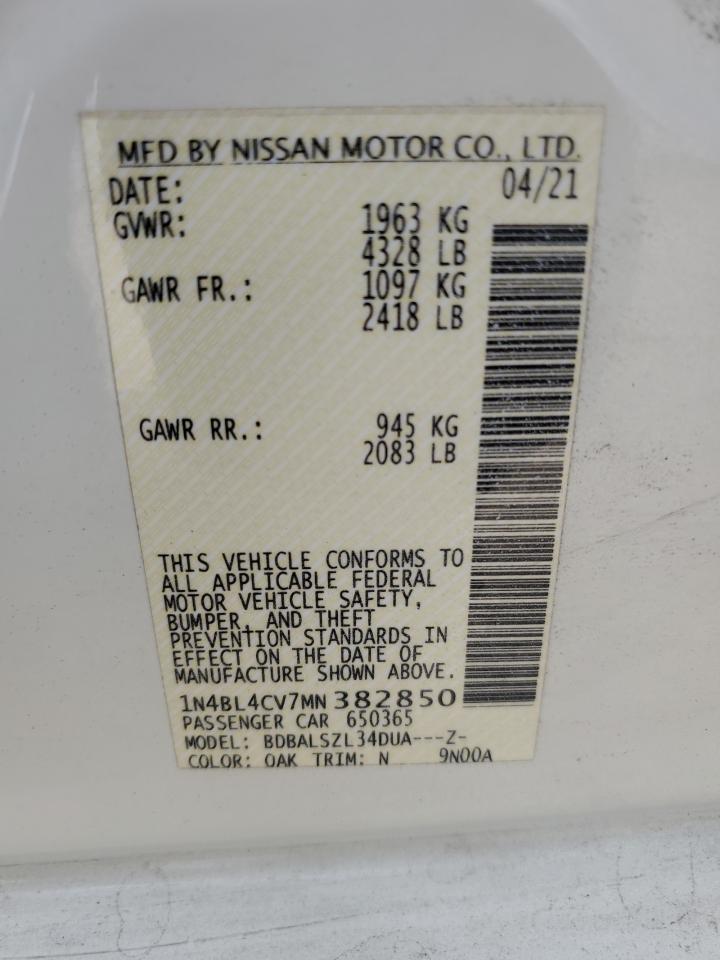 MFD BY NISSAN MOTOR CO., LTD.
DATE: 04/21
GVWR: 1963 KG
4328 LB
GAWR FR.: 1097 KG
2418 LB
GAWR RR.: 945 KG
2083 LB
THIS VEHICLE CONFORMS TO
ALL APPLICABLE FEDERAL
MOTOR VEHICLE SAFETY,
BUMPER, AND THEFT
PREVENTION STANDARDS IN
EFFECT ON THE DATE OF
MANUFACTURE SHOWN ABOVE.
1N4BL4CV7MN382850
PASSENGER CAR 650365
MODEL: BDBALSZL34DUA---Z-
COLOR: QAK TRIM: N 9N00A